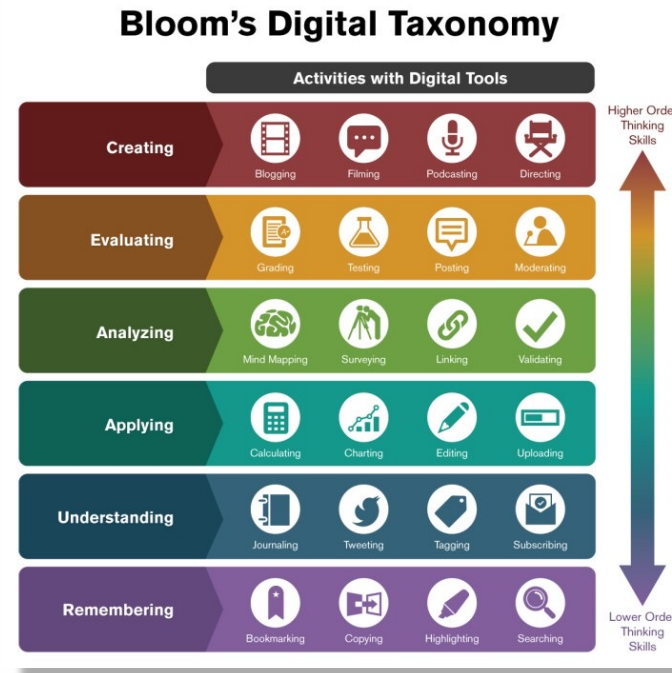 Bloom's Digital Taxonomy
Activities with Digital Tools
Higher Orde
Thinking
Skills
Creating
Blogging Filming Podcasting Directing
Evaluating
A+
Grading Testing Posting Moderating
Analyzing
Mind Mapping Surveying Linking Validating
Applying
Calculating Charting Editing Uploading
Understanding
Journaling Tweeting Tagging Subscribing
Remembering
Bookmarking Copying Highlighting Searching
Lower Orde
Thinking
Skills